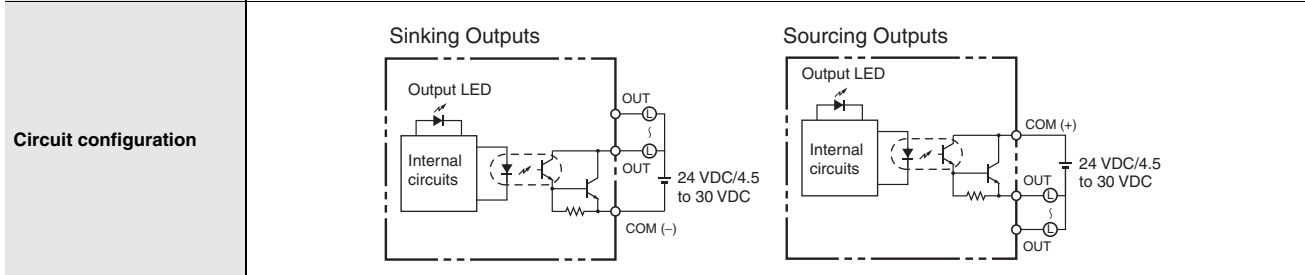 Circuit configuration
Sinking Outputs
Output LED
Internal
circuits
OUT
L
L
OUT
24 VDC/4.5
to 30 VDC
COM (–)
Sourcing Outputs
Output LED
Internal
circuits
COM (+)
24 VDC/4.5
to 30 VDC
OUT
L
L
OUT